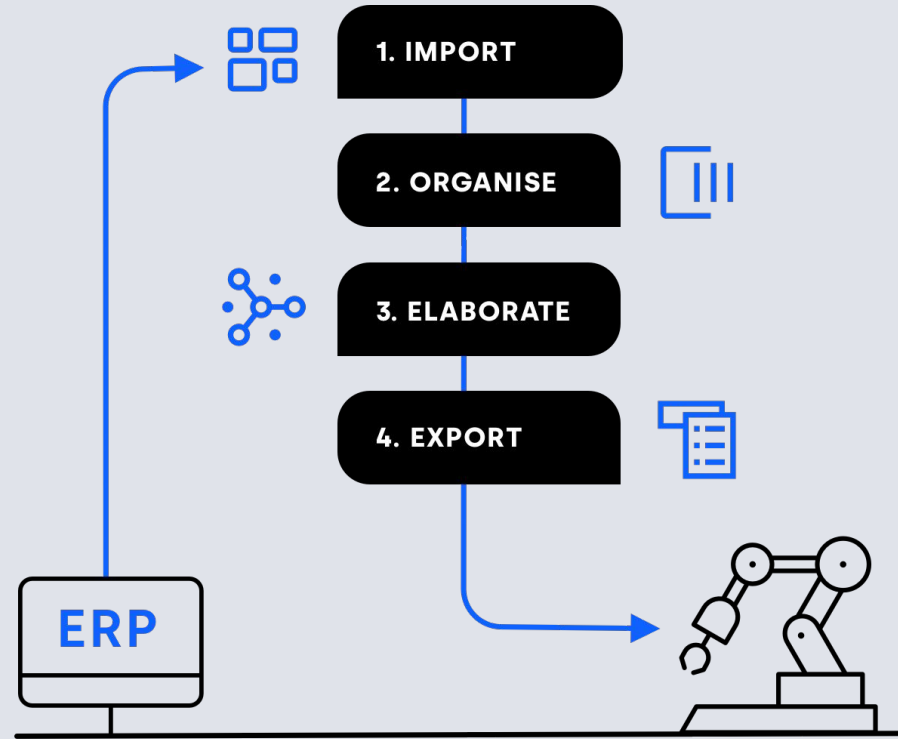 1. IMPORT
2. ORGANISE
3. ELABORATE
4. EXPORT
ERP